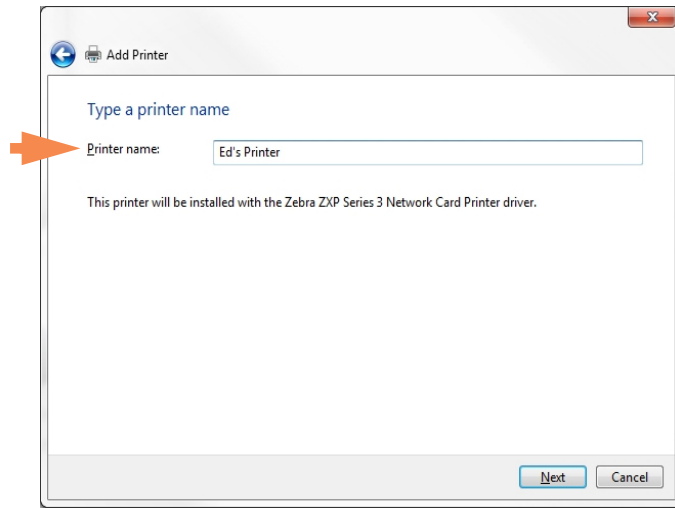 Add Printer
Type a printer name
Printer name:
Ed's Printer
This printer will be installed with the Zebra ZXP Series 3 Network Card Printer driver.
Next
Cancel